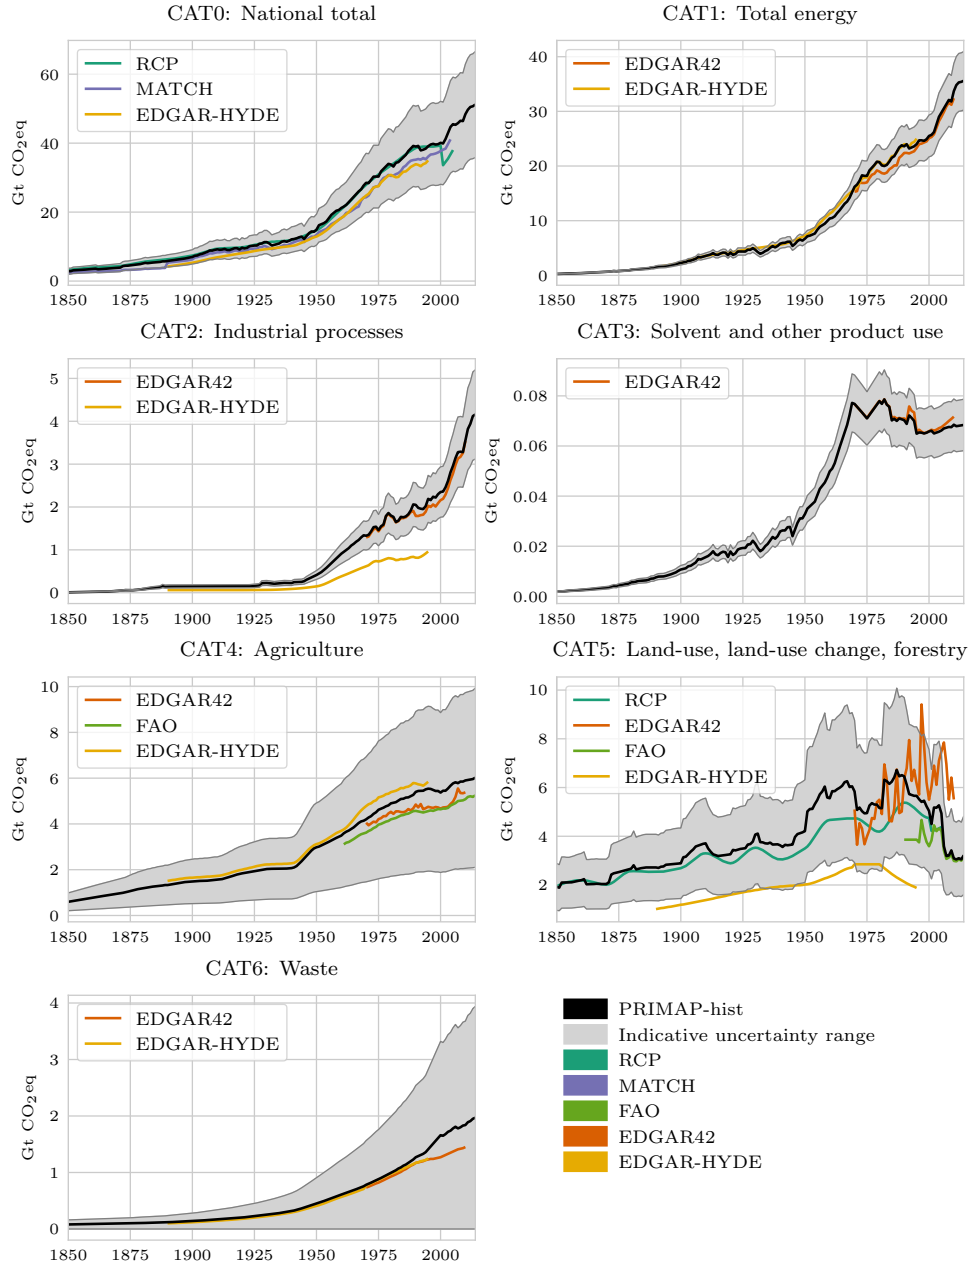 CAT0: National total
RCP
MATCH
EDGAR-HYDE
Gt CO₂eq
60
40
20
0
1850 1875 1900 1925 1950 1975 2000
CAT1: Total energy
EDGAR42
EDGAR-HYDE
Gt CO₂eq
40
30
20
10
0
1850 1875 1900 1925 1950 1975 2000
CAT2: Industrial processes
EDGAR42
EDGAR-HYDE
Gt CO₂eq
5
4
3
2
1
0
1850 1875 1900 1925 1950 1975 2000
CAT3: Solvent and other product use
EDGAR42
Gt CO₂eq
0.08
0.06
0.04
0.02
0.00
1850 1875 1900 1925 1950 1975 2000
CAT4: Agriculture
EDGAR42
FAO
EDGAR-HYDE
Gt CO₂eq
10
8
6
4
2
0
1850 1875 1900 1925 1950 1975 2000
CAT5: Land-use, land-use change, forestry
RCP
EDGAR42
FAO
EDGAR-HYDE
Gt CO₂eq
10
8
6
4
2
1850 1875 1900 1925 1950 1975 2000
CAT6: Waste
EDGAR42
EDGAR-HYDE
Gt CO₂eq
4
3
2
1
0
1850 1875 1900 1925 1950 1975 2000
PRIMAP-hist
Indicative uncertainty range
RCP
MATCH
FAO
EDGAR42
EDGAR-HYDE